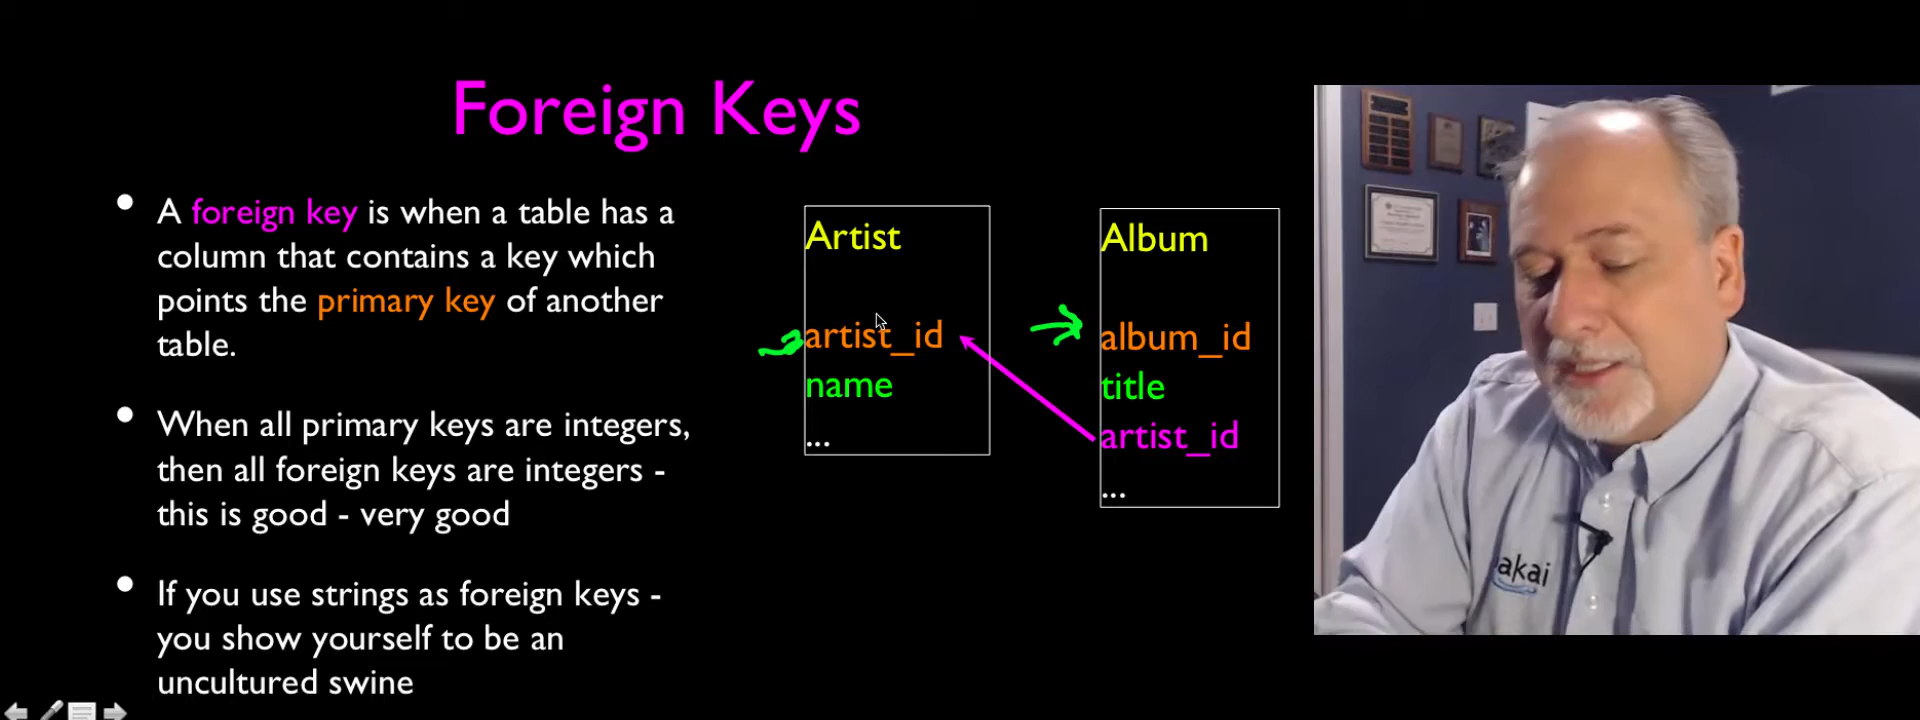 Foreign Keys
A foreign key is when a table has a
column that contains a key which
points the primary key of another
table.
When all primary keys are integers,
then all foreign keys are integers -
this is good - very good
If you use strings as foreign keys -
you show yourself to be an
uncultured swine
Artist
artist_id
name
...
Album
album_id
title
artist_id
...
akai